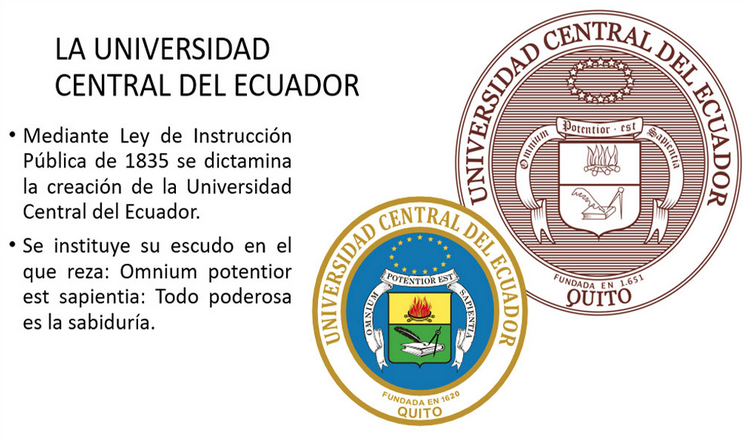 LA UNIVERSIDAD
CENTRAL DEL ECUADOR
• Mediante Ley de Instrucción
Pública de 1835 se dictamina
la creación de la Universidad
Central del Ecuador.
• Se instituye su escudo en el
que reza: Omnium potentior
est sapientia: Todo poderosa
es la sabiduría.
UNIVERSIDAD CENTRAL DEL ECUADOR
Omnium Potentior · est Sapientia
FUNDADA EN 1.651
QUITO
UNIVERSIDAD CENTRAL DEL ECUADOR
OMNIUM POTENTIOR EST SAPIENTIA
FUNDADA EN 1620
QUITO